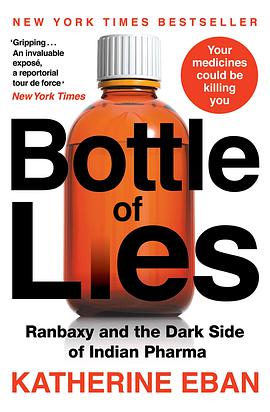 NEW YORK TIMES BESTSELLER
‘Gripping...
An invaluable
exposé,
a reportorial
tour de force’
New York Times
Your
medicines
could be
killing
you
Bottle
of
Lies
Ranbaxy and the Dark Side
of Indian Pharma
KATHERINE EBAN